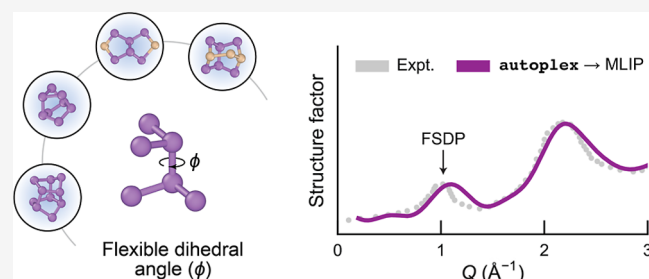 ϕ
Flexible dihedral
angle (ϕ)
Structure factor
Expt.
autoplex → MLIP
FSDP
0
1
2
3
Q (Å⁻¹)